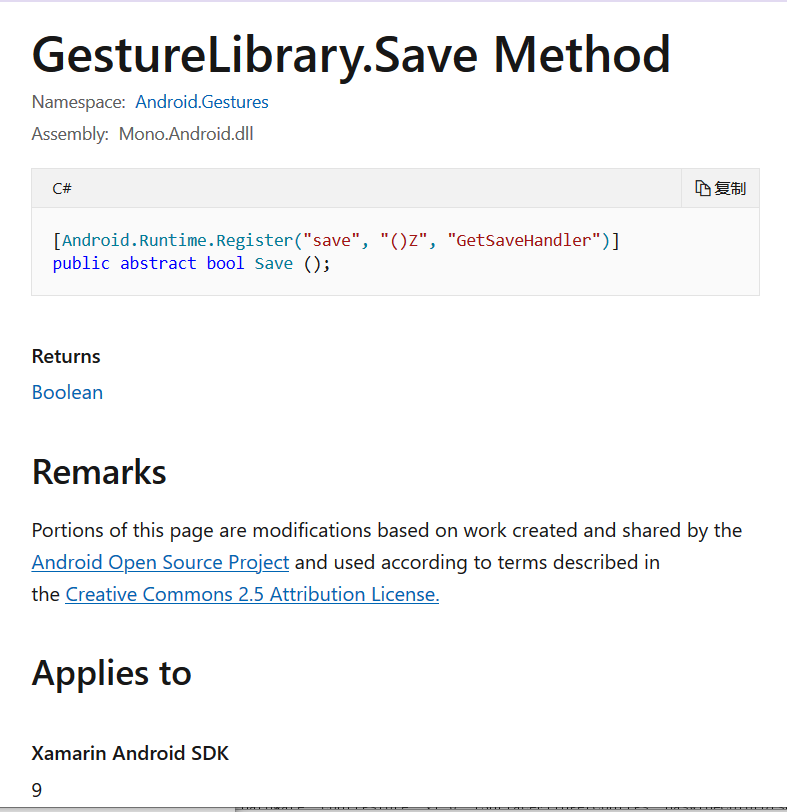 GestureLibrary.Save Method
Namespace: Android.Gestures
Assembly: Mono.Android.dll
C# 复制
[Android.Runtime.Register("save", "()Z", "GetSaveHandler")]
public abstract bool Save ();
Returns
Boolean
Remarks
Portions of this page are modifications based on work created and shared by the
Android Open Source Project and used according to terms described in
the Creative Commons 2.5 Attribution License.
Applies to
Xamarin Android SDK
9